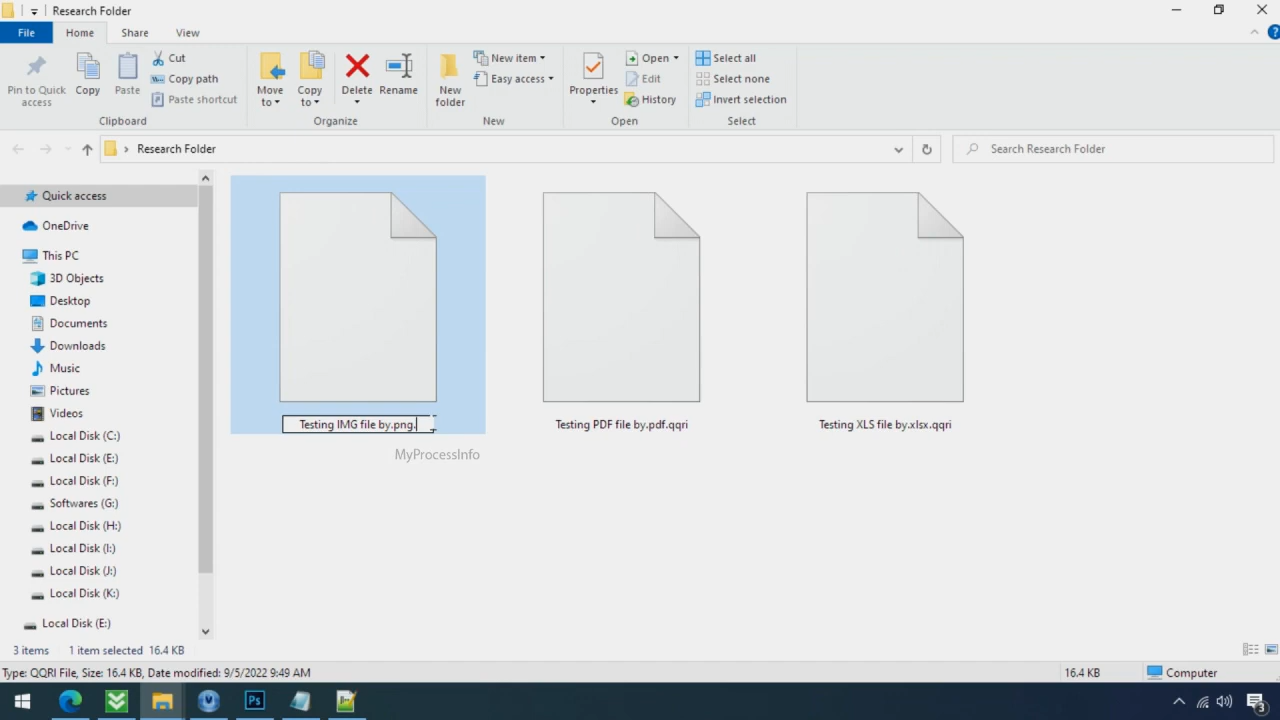 Research Folder
File Home Share View
Pin to Quick access
Copy
Paste
Cut
Copy path
Paste shortcut
Clipboard
Move to
Copy to
Delete
Rename
Organize
New folder
New item
Easy access
New
Properties
Open
Edit
History
Open
Select all
Select none
Invert selection
Select
Research Folder
Search Research Folder
Quick access
OneDrive
This PC
3D Objects
Desktop
Documents
Downloads
Music
Pictures
Videos
Local Disk (C:)
Local Disk (E:)
Local Disk (F:)
Softwares (G:)
Local Disk (H:)
Local Disk (I:)
Local Disk (J:)
Local Disk (K:)
Local Disk (E:)
Testing IMG file by.png.
Testing PDF file by.pdf.qqri
Testing XLS file by.xlsx.qqri
MyProcessInfo
3 items 1 item selected 16.4 KB
Type: QQRI File, Size: 16.4 KB, Date modified: 9/5/2022 9:49 AM
16.4 KB
Computer
Ps
3